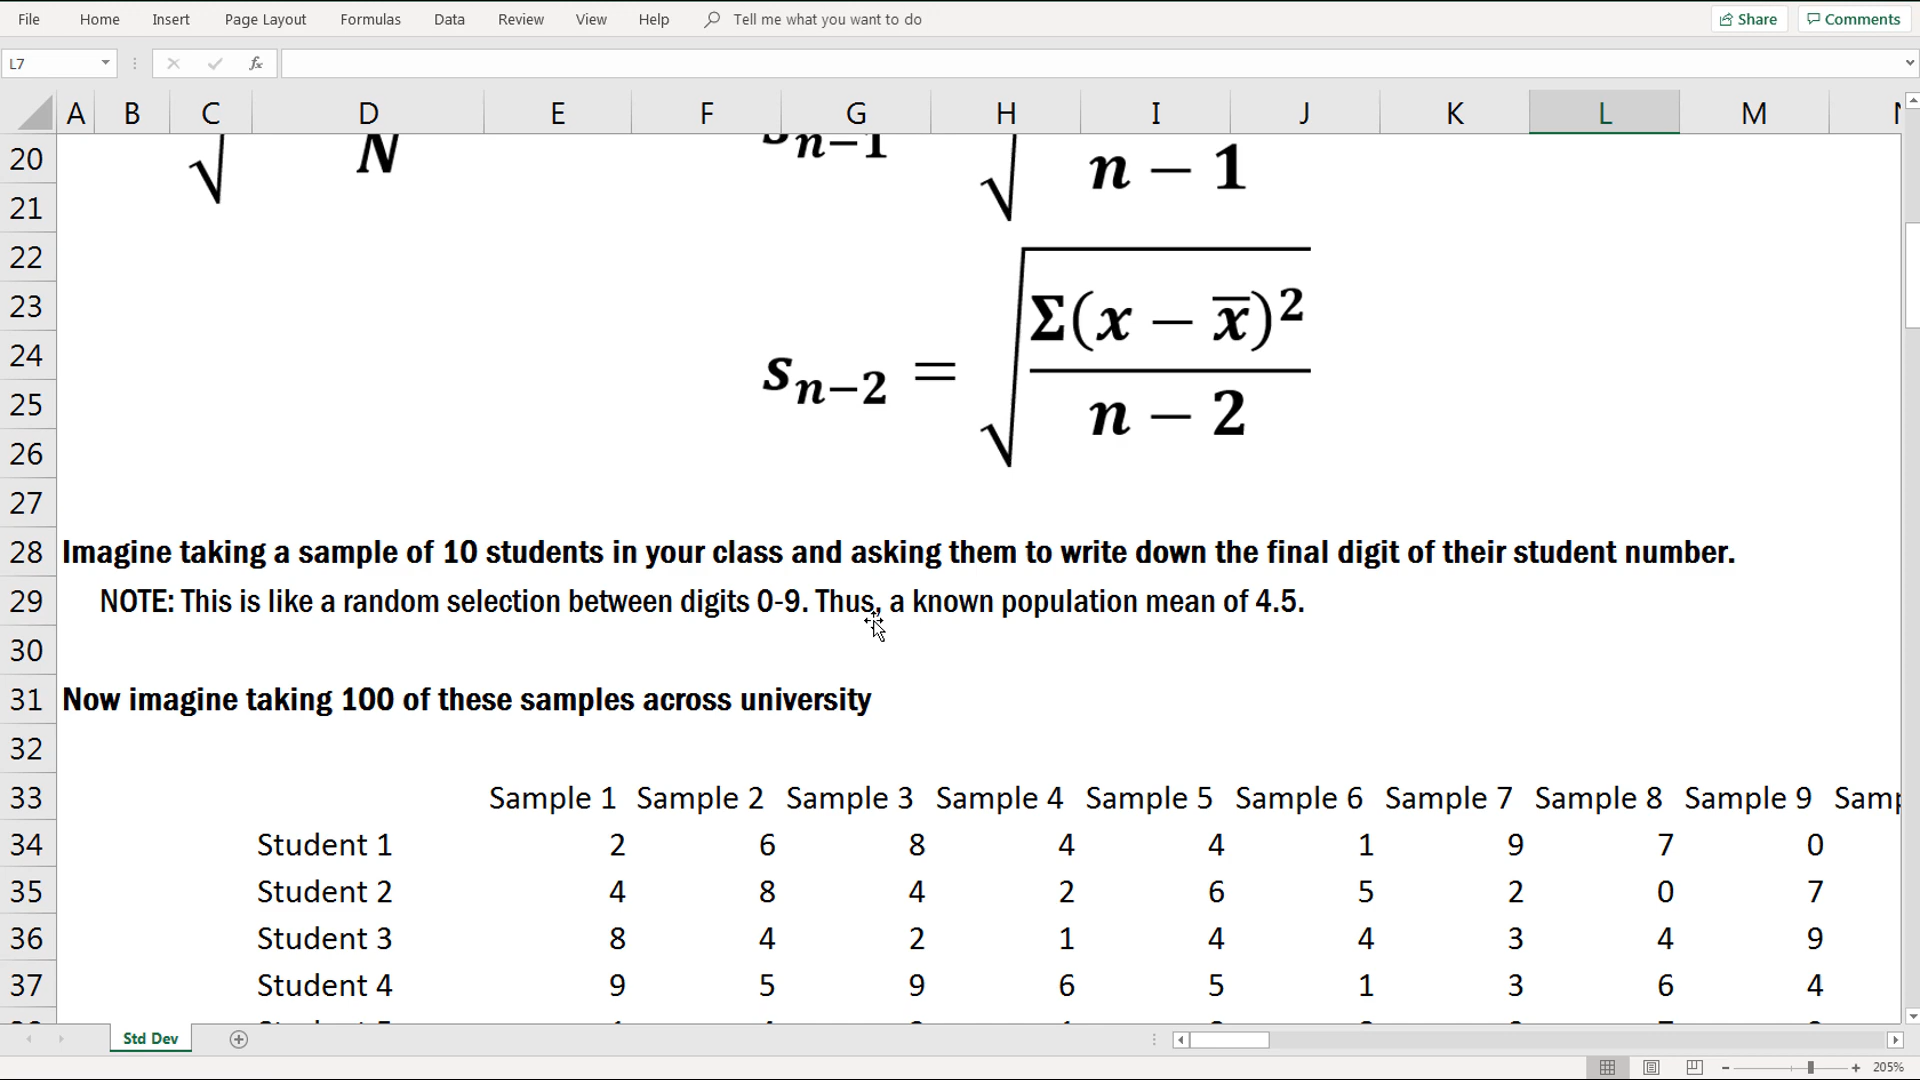 File Home Insert Page Layout Formulas Data Review View Help Tell me what you want to do Share Comments
L7 fx
A B C D E F G H I J K L M
20 √ N n−1 √ n − 1
21
22
23 Σ(x − x̅)²
24 sₙ₋₂ = √
25 n − 2
26
27
28 Imagine taking a sample of 10 students in your class and asking them to write down the final digit of their student number.
29 NOTE: This is like a random selection between digits 0-9. Thus, a known population mean of 4.5.
30
31 Now imagine taking 100 of these samples across university
32
33 Sample 1 Sample 2 Sample 3 Sample 4 Sample 5 Sample 6 Sample 7 Sample 8 Sample 9
34 Student 1 2 6 8 4 4 1 9 7 0
35 Student 2 4 8 4 2 6 5 2 0 7
36 Student 3 8 4 2 1 4 4 3 4 9
37 Student 4 9 5 9 6 5 1 3 6 4
Std Dev
205%